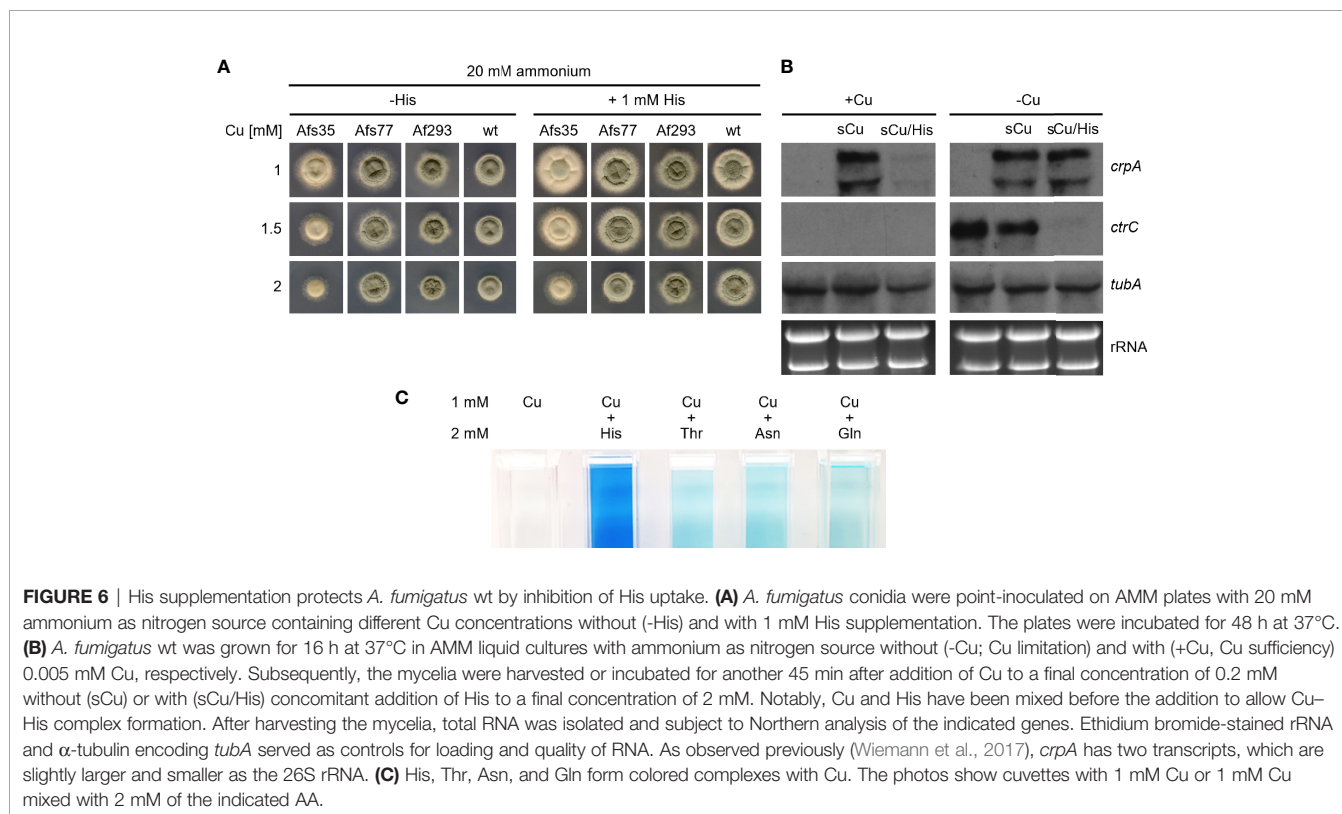 A
20 mM ammonium
-His
+ 1 mM His
Cu [mM] Afs35 Afs77 Af293 wt Afs35 Afs77 Af293 wt
1
1.5
2
B
+Cu
-Cu
sCu sCu/His sCu sCu/His
crpA
ctrC
tubA
rRNA
C
1 mM Cu Cu Cu Cu Cu
+ + + +
2 mM His Thr Asn Gln
FIGURE 6 | His supplementation protects A. fumigatus wt by inhibition of His uptake. (A) A. fumigatus conidia were point-inoculated on AMM plates with 20 mM
ammonium as nitrogen source containing different Cu concentrations without (-His) and with 1 mM His supplementation. The plates were incubated for 48 h at 37°C.
(B) A. fumigatus wt was grown for 16 h at 37°C in AMM liquid cultures with ammonium as nitrogen source without (-Cu; Cu limitation) and with (+Cu, Cu sufficiency)
0.005 mM Cu, respectively. Subsequently, the mycelia were harvested or incubated for another 45 min after addition of Cu to a final concentration of 0.2 mM
without (sCu) or with (sCu/His) concomitant addition of His to a final concentration of 2 mM. Notably, Cu and His have been mixed before the addition to allow Cu–
His complex formation. After harvesting the mycelia, total RNA was isolated and subject to Northern analysis of the indicated genes. Ethidium bromide-stained rRNA
and α-tubulin encoding tubA served as controls for loading and quality of RNA. As observed previously (Wiemann et al., 2017), crpA has two transcripts, which are
slightly larger and smaller as the 26S rRNA. (C) His, Thr, Asn, and Gln form colored complexes with Cu. The photos show cuvettes with 1 mM Cu or 1 mM Cu
mixed with 2 mM of the indicated AA.